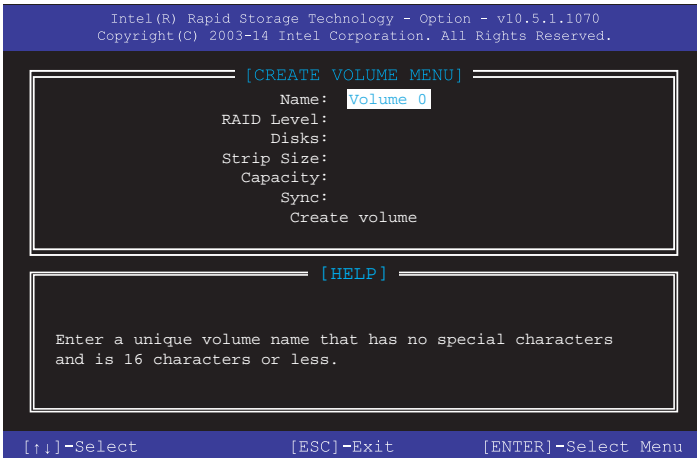 Intel(R) Rapid Storage Technology - Option - v10.5.1.1070
Copyright(C) 2003-14 Intel Corporation. All Rights Reserved.
[CREATE VOLUME MENU]
Name: Volume 0
RAID Level:
Disks:
Strip Size:
Capacity:
Sync:
Create volume
[HELP]
Enter a unique volume name that has no special characters
and is 16 characters or less.
[↑↓]-Select [ESC]-Exit [ENTER]-Select Menu